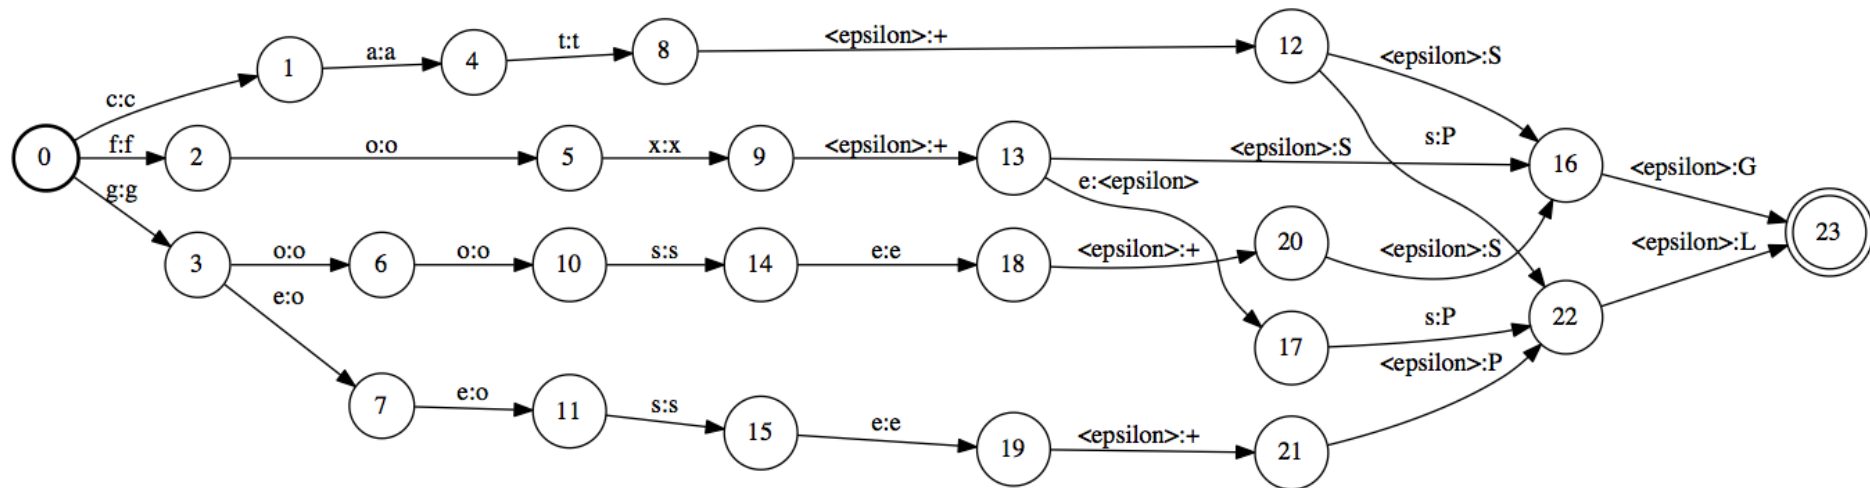 <epsilon>:+
t:t
a:a
8
12
<epsilon>:S
4
1
c:c
s:P
f:f
o:o
x:x
<epsilon>:+
<epsilon>:S
0
2
5
9
13
16
<epsilon>:G
e:<epsilon>
g:g
23
o:o
o:o
s:s
e:e
<epsilon>:+
20
<epsilon>:S
<epsilon>:L
3
6
10
14
18
e:o
s:P
22
17
<epsilon>:P
e:o
s:s
7
11
e:e
15
<epsilon>:+
19
21